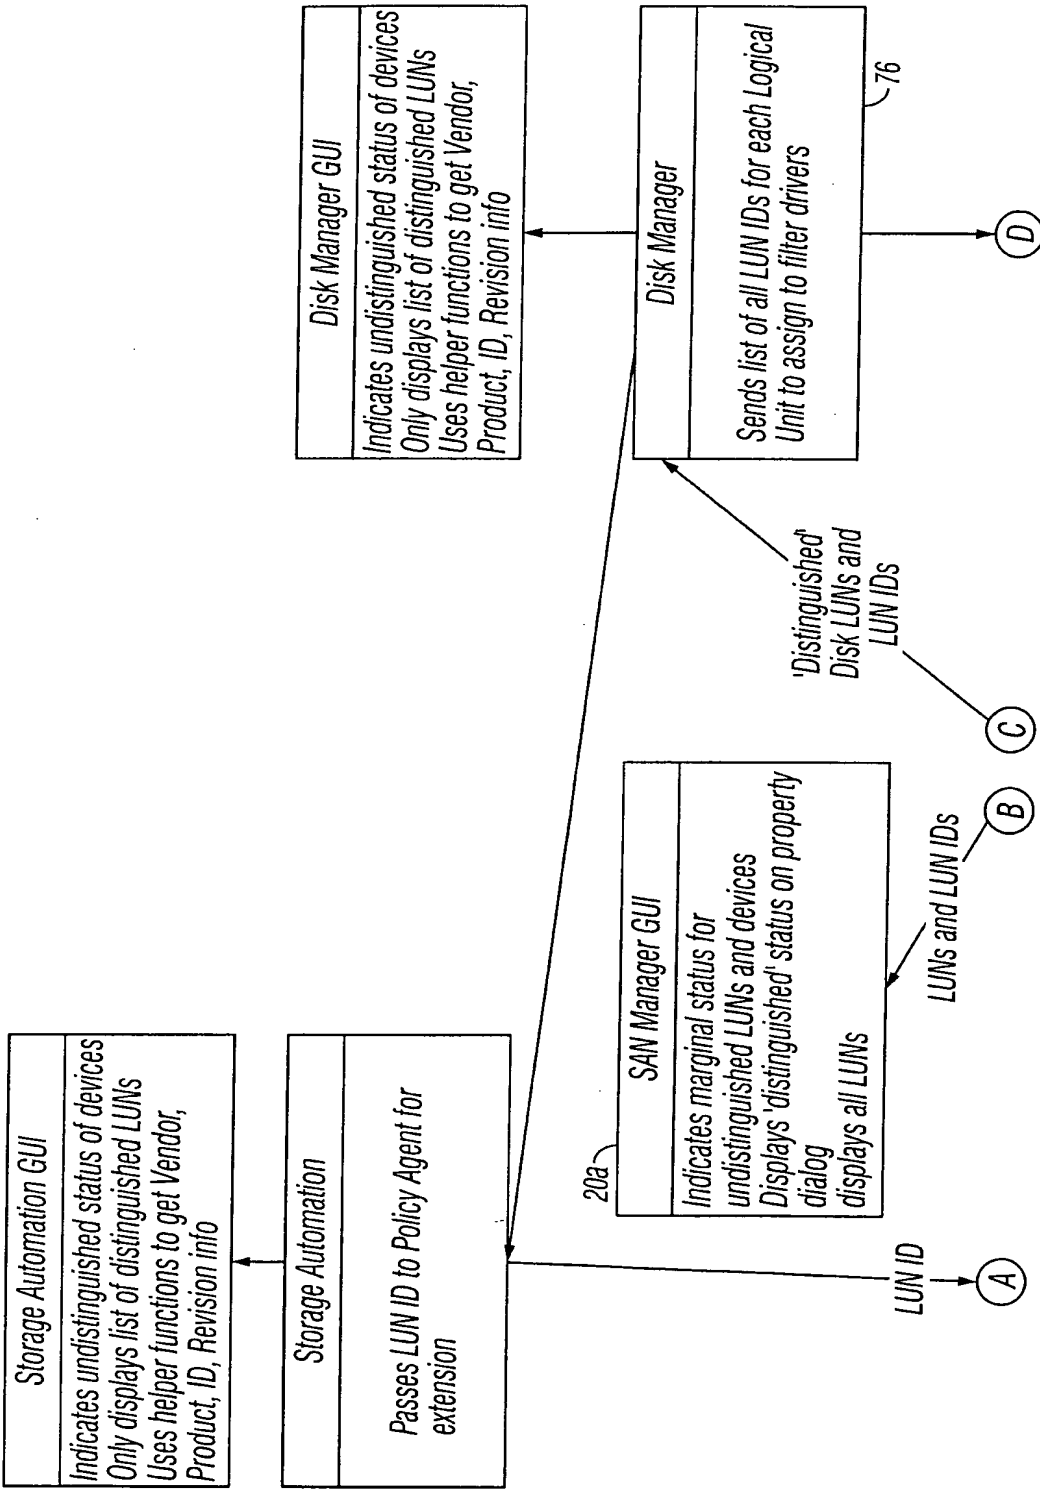 Storage Automation GUI
Indicates undistinguished status of devices
Only displays list of distinguished LUNs
Uses helper functions to get Vendor,
Product, ID, Revision info
Storage Automation
Passes LUN ID to Policy Agent for
extension
LUN ID
A
20a
SAN Manager GUI
Indicates marginal status for
undistinguished LUNs and devices
Displays 'distinguished' status on property
dialog
displays all LUNs
LUNs and LUN IDs
B
Disk Manager GUI
Indicates undistinguished status of devices
Only displays list of distinguished LUNs
Uses helper functions to get Vendor,
Product, ID, Revision info
Disk Manager
Sends list of all LUN IDs for each Logical
Unit to assign to filter drivers
76
'Distinguished'
Disk LUNs and
LUN IDs
C
D